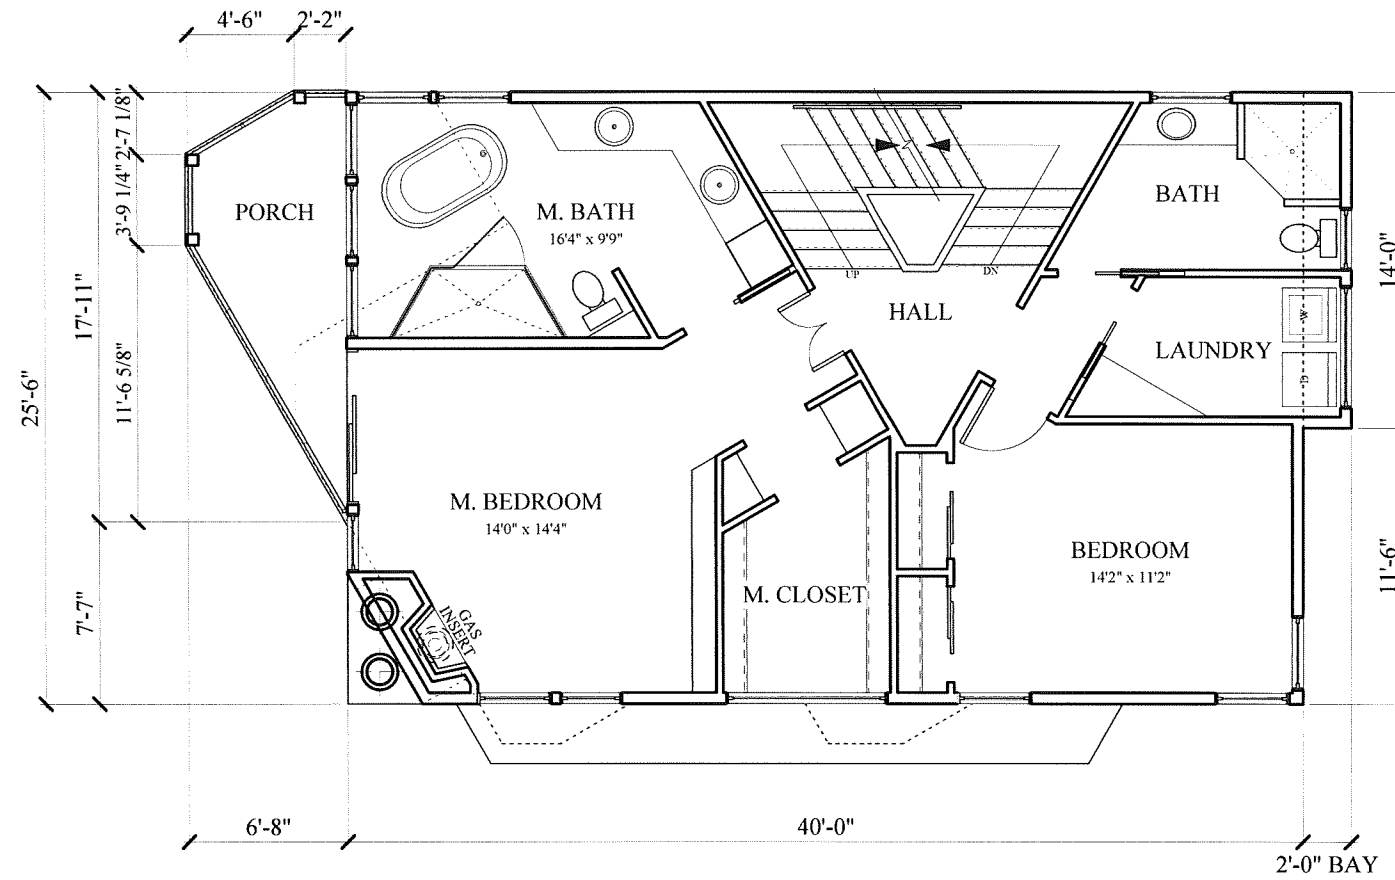 4'-6"
2'-2"
2'-7 1/8"
3'-9 1/4"
17'-11"
11'-6 5/8"
25'-6"
7'-7"
PORCH
M. BATH
16'4" x 9'9"
UP
DN
HALL
BATH
14'-0"
LAUNDRY
W
D
M. BEDROOM
14'0" x 14'4"
GAS
INSERT
M. CLOSET
BEDROOM
14'2" x 11'2"
11'-6"
6'-8"
40'-0"
2'-0" BAY